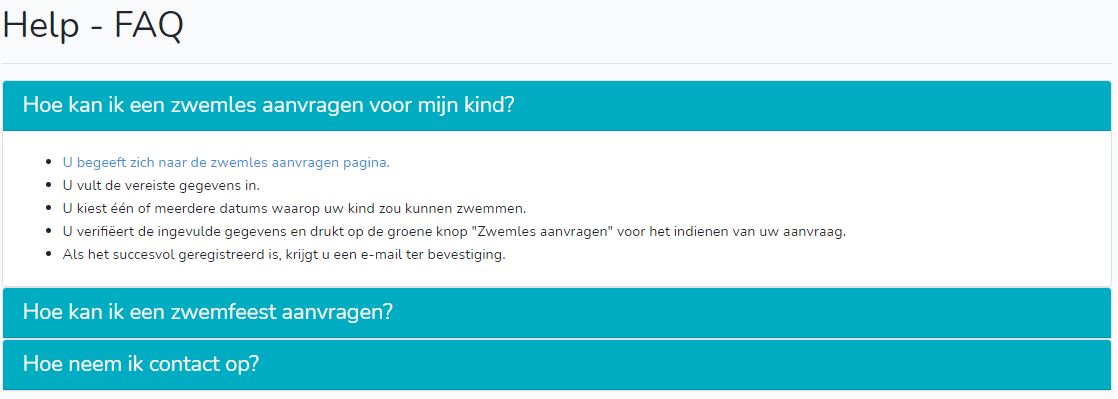 Help - FAQ
Hoe kan ik een zwemles aanvragen voor mijn kind?
U begeeft zich naar de zwemles aanvragen pagina.
U vult de vereiste gegevens in.
U kiest één of meerdere datums waarop uw kind zou kunnen zwemmen.
U verifiëert de ingevulde gegevens en drukt op de groene knop "Zwemles aanvragen" voor het indienen van uw aanvraag.
Als het succesvol geregistreerd is, krijgt u een e-mail ter bevestiging.
Hoe kan ik een zwemfeest aanvragen?
Hoe neem ik contact op?